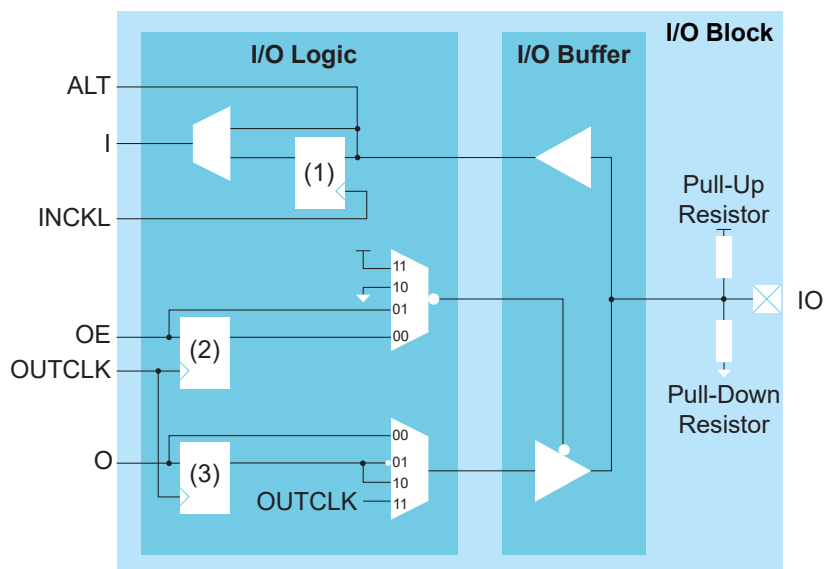 I/O Block
I/O Logic
I/O Buffer
ALT
I
(1)
INCKL
Pull-Up
Resistor
11
10
01
00
IO
OE
(2)
OUTCLK
Pull-Down
Resistor
00
O
(3)
01
10
OUTCLK
11